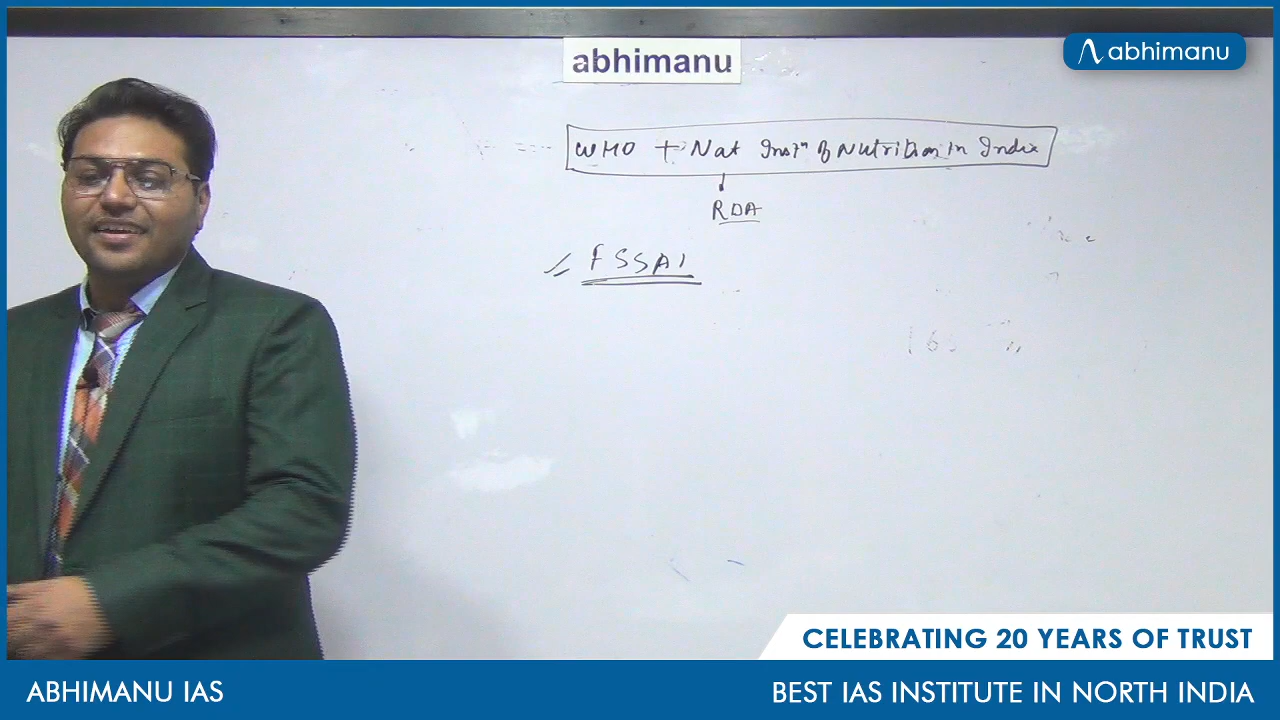 abhimanu
abhimanu
WHO + Nat Instn of Nutrition in India
RDA
FSSAI
CELEBRATING 20 YEARS OF TRUST
ABHIMANU IAS
BEST IAS INSTITUTE IN NORTH INDIA